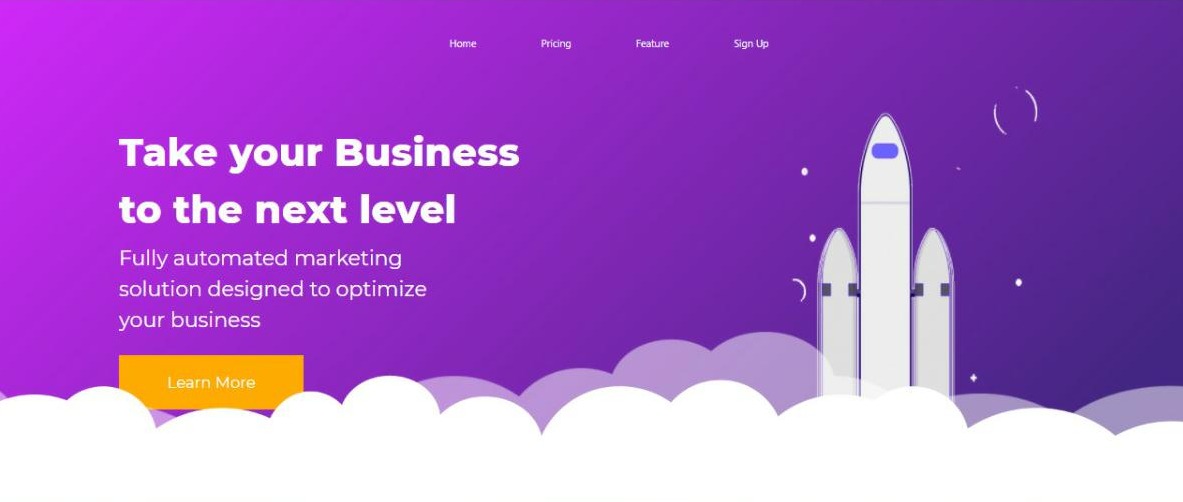 Home Pricing Feature Sign Up
Take your Business
to the next level
Fully automated marketing
solution designed to optimize
your business
Learn More